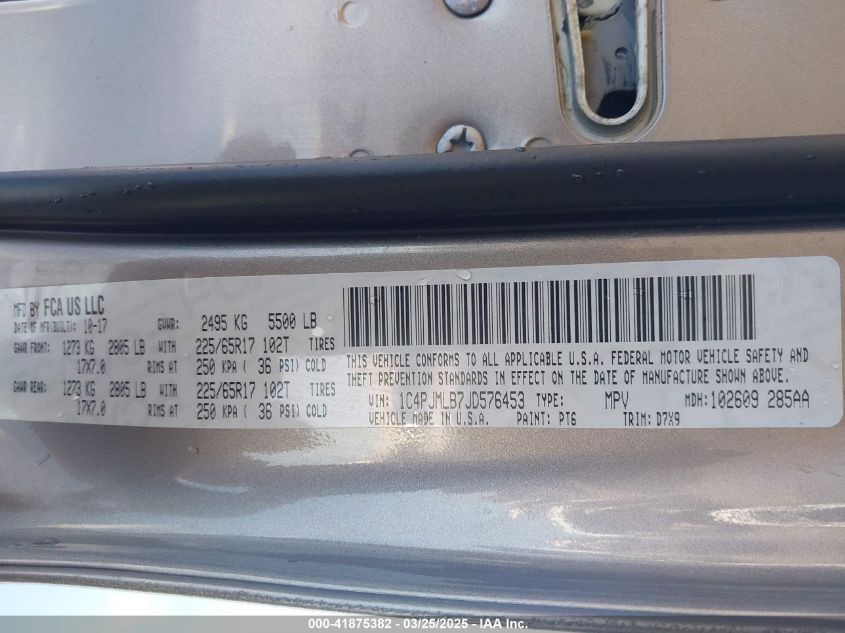 MFD BY FCA US LLC
DATE OF MFR(BUILT): 10-17 GVWR: 2495 KG 5500 LB
GAWR FRONT: 1273 KG 2805 LB WITH 225/65R17 102T TIRES
17X7.0 RIMS AT 250 KPA ( 36 PSI) COLD
GAWR REAR: 1273 KG 2805 LB WITH 225/65R17 102T TIRES
17X7.0 RIMS AT 250 KPA ( 36 PSI) COLD
THIS VEHICLE CONFORMS TO ALL APPLICABLE U.S.A. FEDERAL MOTOR VEHICLE SAFETY AND
THEFT PREVENTION STANDARDS IN EFFECT ON THE DATE OF MANUFACTURE SHOWN ABOVE.
VIN: 1C4PJMLB7JD576453 TYPE: MPV MDH: 102609 285AA
VEHICLE MADE IN U.S.A. PAINT: PT6 TRIM: D7X9
000-41875382 - 03/25/2025 - IAA Inc.